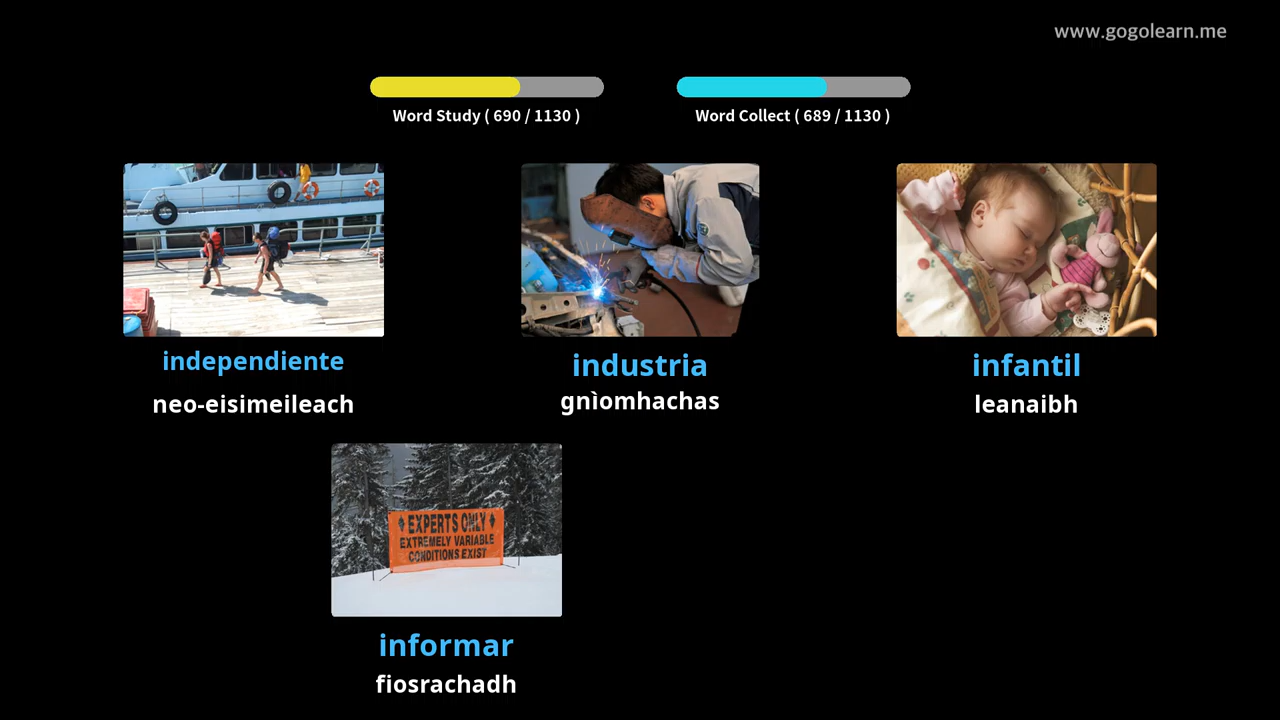 www.gogolearn.me
Word Study ( 690 / 1130 )
Word Collect ( 689 / 1130 )
independiente
neo-eisimeileach
industria
gnìomhachas
infantil
leanaibh
EXPERTS ONLY
EXTREMELY VARIABLE
CONDITIONS EXIST
informar
fiosrachadh